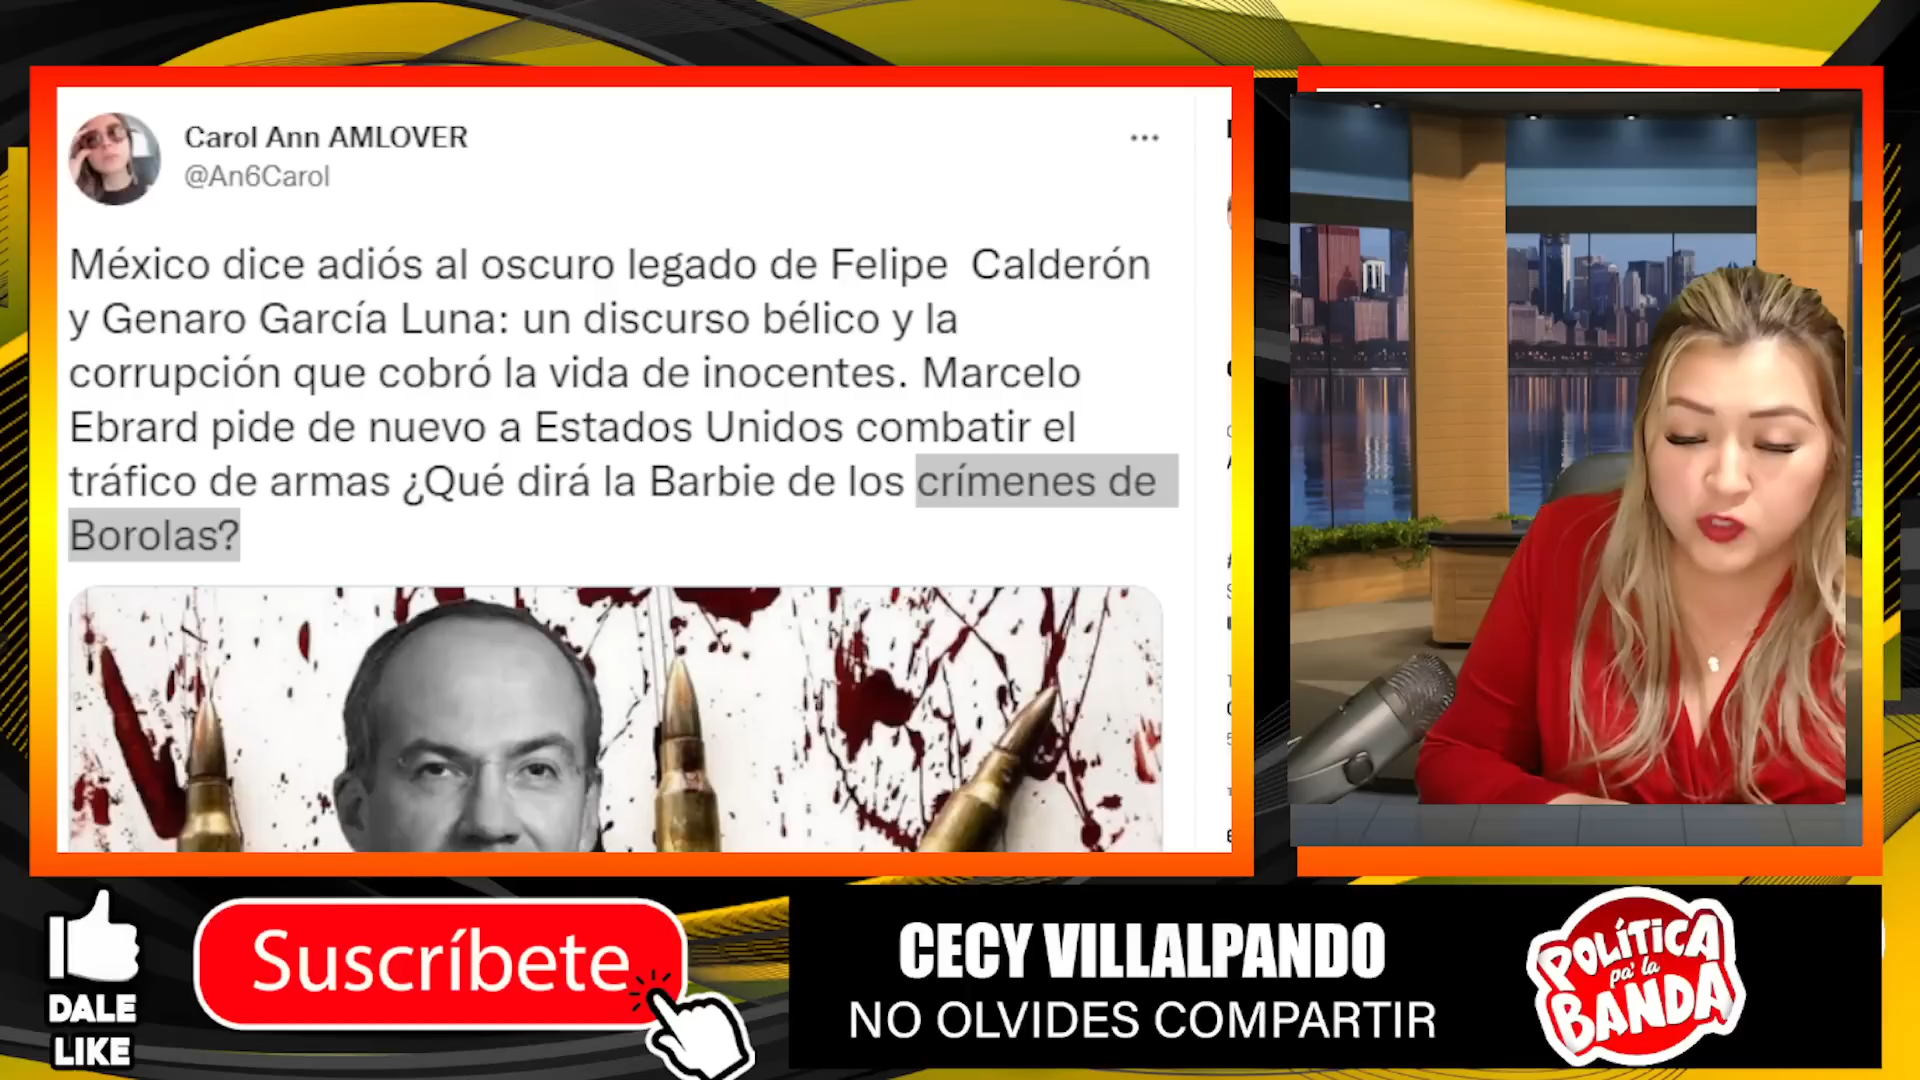 Carol Ann AMLOVER
@An6Carol
México dice adiós al oscuro legado de Felipe Calderón
y Genaro García Luna: un discurso bélico y la
corrupción que cobró la vida de inocentes. Marcelo
Ebrard pide de nuevo a Estados Unidos combatir el
tráfico de armas ¿Qué dirá la Barbie de los crímenes de
Borolas?
DALE
LIKE
Suscríbete
CECY VILLALPANDO
NO OLVIDES COMPARTIR
POLÍTICA
pa' la
BANDA